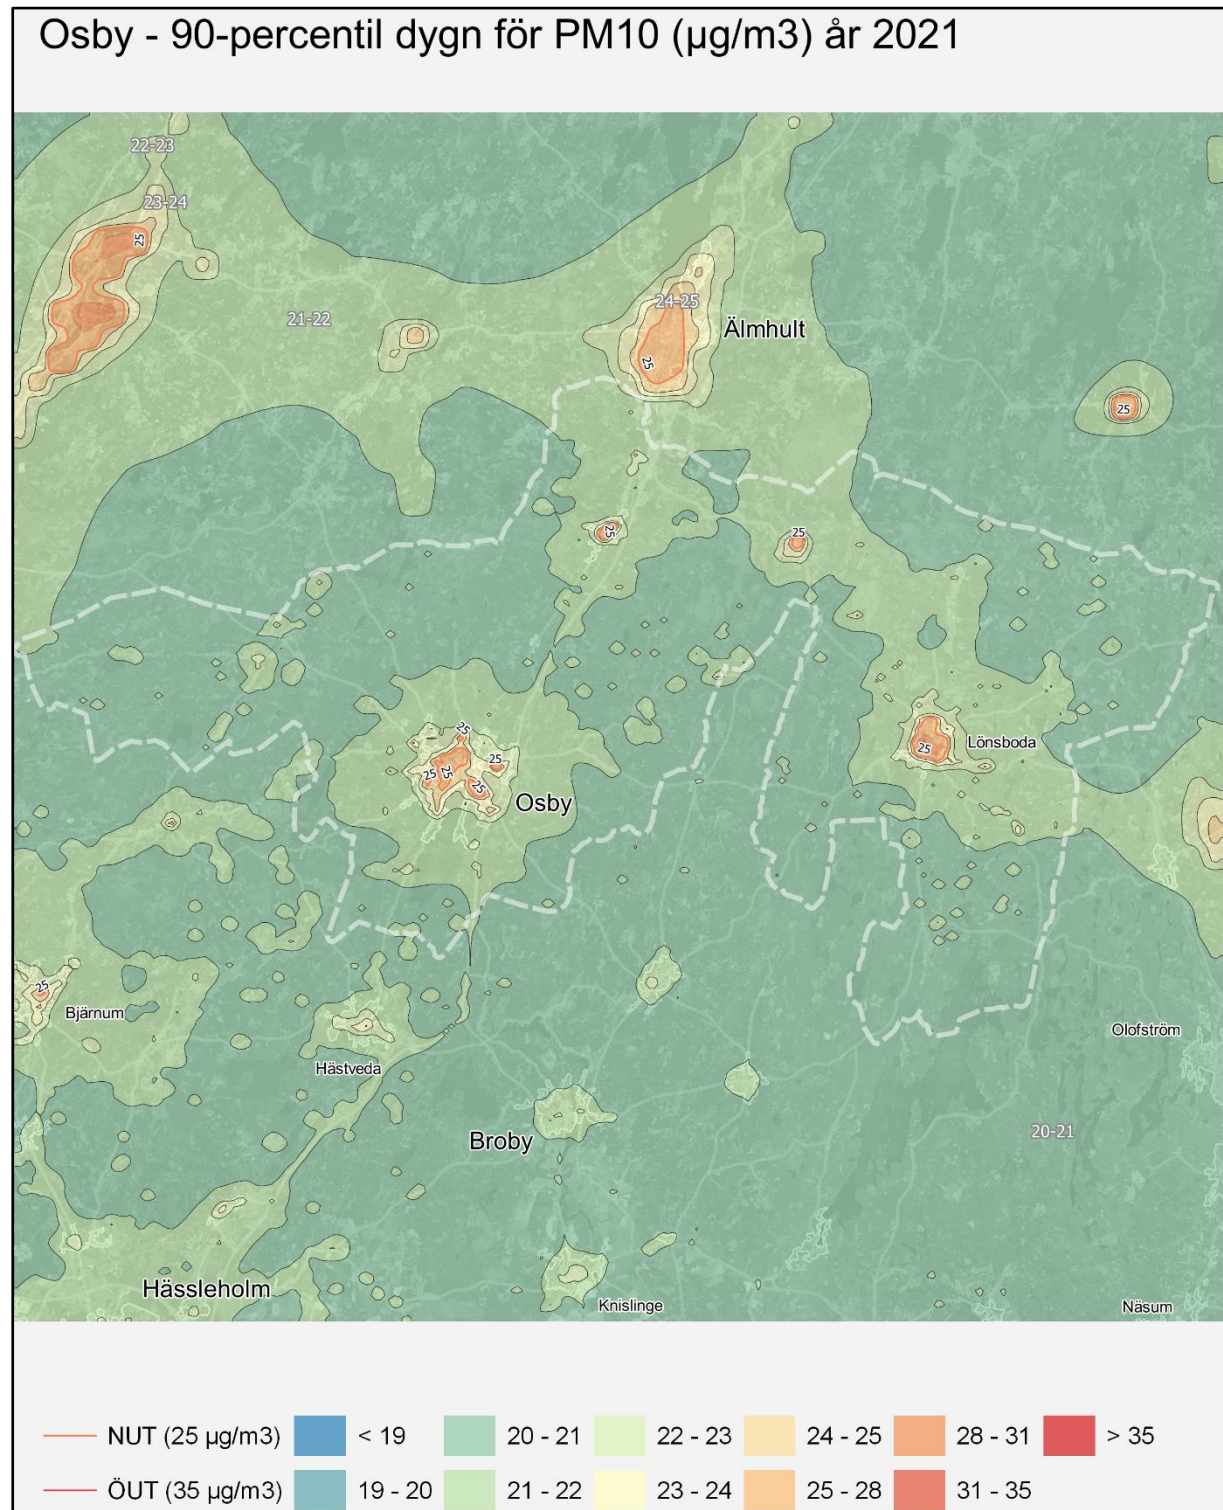 Osby - 90-percentil dygn för PM10 (µg/m3) år 2021
22-23
23-24
25
24-25
21-22
Älmhult
25
25
25
25
25
Lönsboda
25
25
25
25
25
Osby
25
Bjärnum
Olofström
Hästveda
20-21
Broby
Hässleholm
Knislinge
Näsum
NUT (25 µg/m3)
< 19
20 - 21
22 - 23
24 - 25
28 - 31
> 35
ÖUT (35 µg/m3)
19 - 20
21 - 22
23 - 24
25 - 28
31 - 35